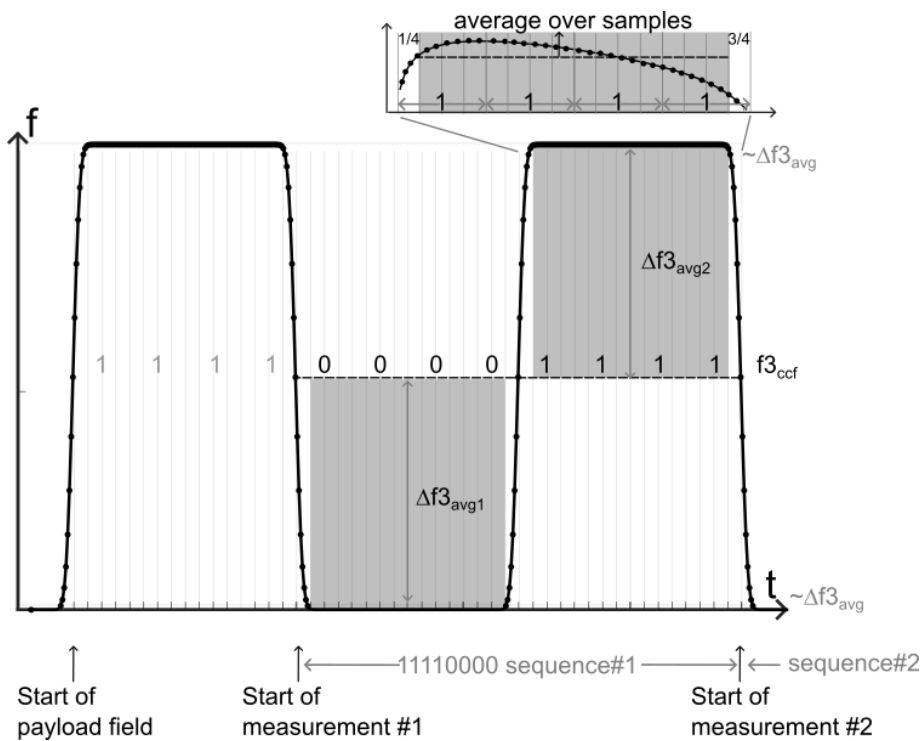 average over samples
1/4
3/4
1 1 1 1
f
~Δf3avg
Δf3avg2
1 1 1 1 0 0 0 0 1 1 1 1 f3ccf
Δf3avg1
t
~Δf3avg
11110000 sequence#1
sequence#2
Start of
payload field
Start of
measurement #1
Start of
measurement #2